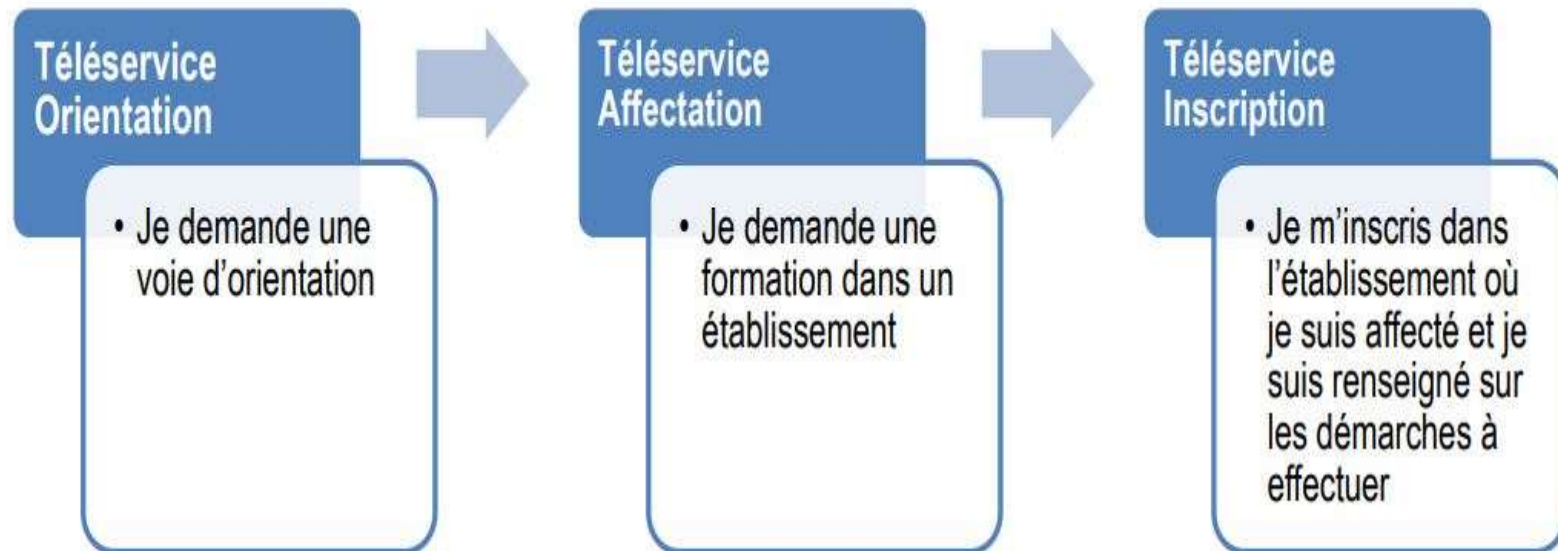 Téléservice
Orientation
• Je demande une
voie d'orientation
Téléservice
Affectation
• Je demande une
formation dans un
établissement
Téléservice
Inscription
• Je m'inscris dans
l'établissement où
je suis affecté et je
suis renseigné sur
les démarches à
effectuer